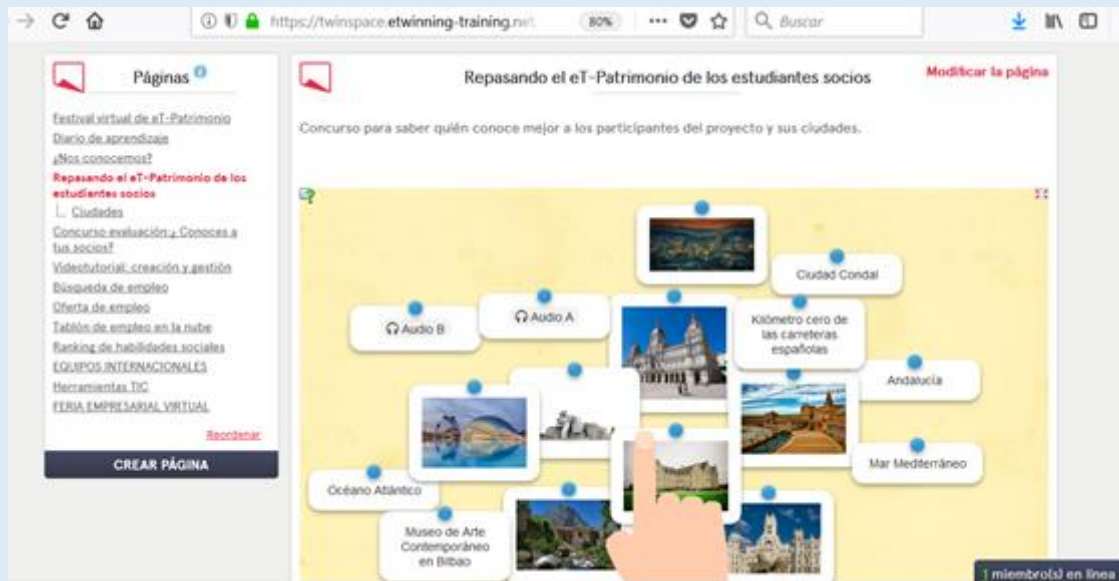 https://twinspace.etwinning-training.net
80%
Buscar
Páginas
Festival virtual de eT-Patrimonio
Diario de aprendizaje
¿Nos conocemos?
Repasando el eT-Patrimonio de los
estudiantes socios
Ciudades
Concurso evaluación:¿ Conoces a
tus socios?
Videotutorial: creación y gestión
Búsqueda de empleo
Oferta de empleo
Tablón de empleo en la nube
Ranking de habilidades sociales
EQUIPOS INTERNACIONALES
Herramientas TIC
FERIA EMPRESARIAL VIRTUAL
Reordenar
CREAR PÁGINA
Repasando el eT-Patrimonio de los estudiantes socios
Modificar la página
Concurso para saber quién conoce mejor a los participantes del proyecto y sus ciudades.
Ciudad Condal
Audio B
Audio A
Kilómetro cero de
las carreteras
españolas
Andalucía
Mar Mediterráneo
Océano Atlántico
Museo de Arte
Contemporáneo
en Bilbao
1 miembro(s) en línea